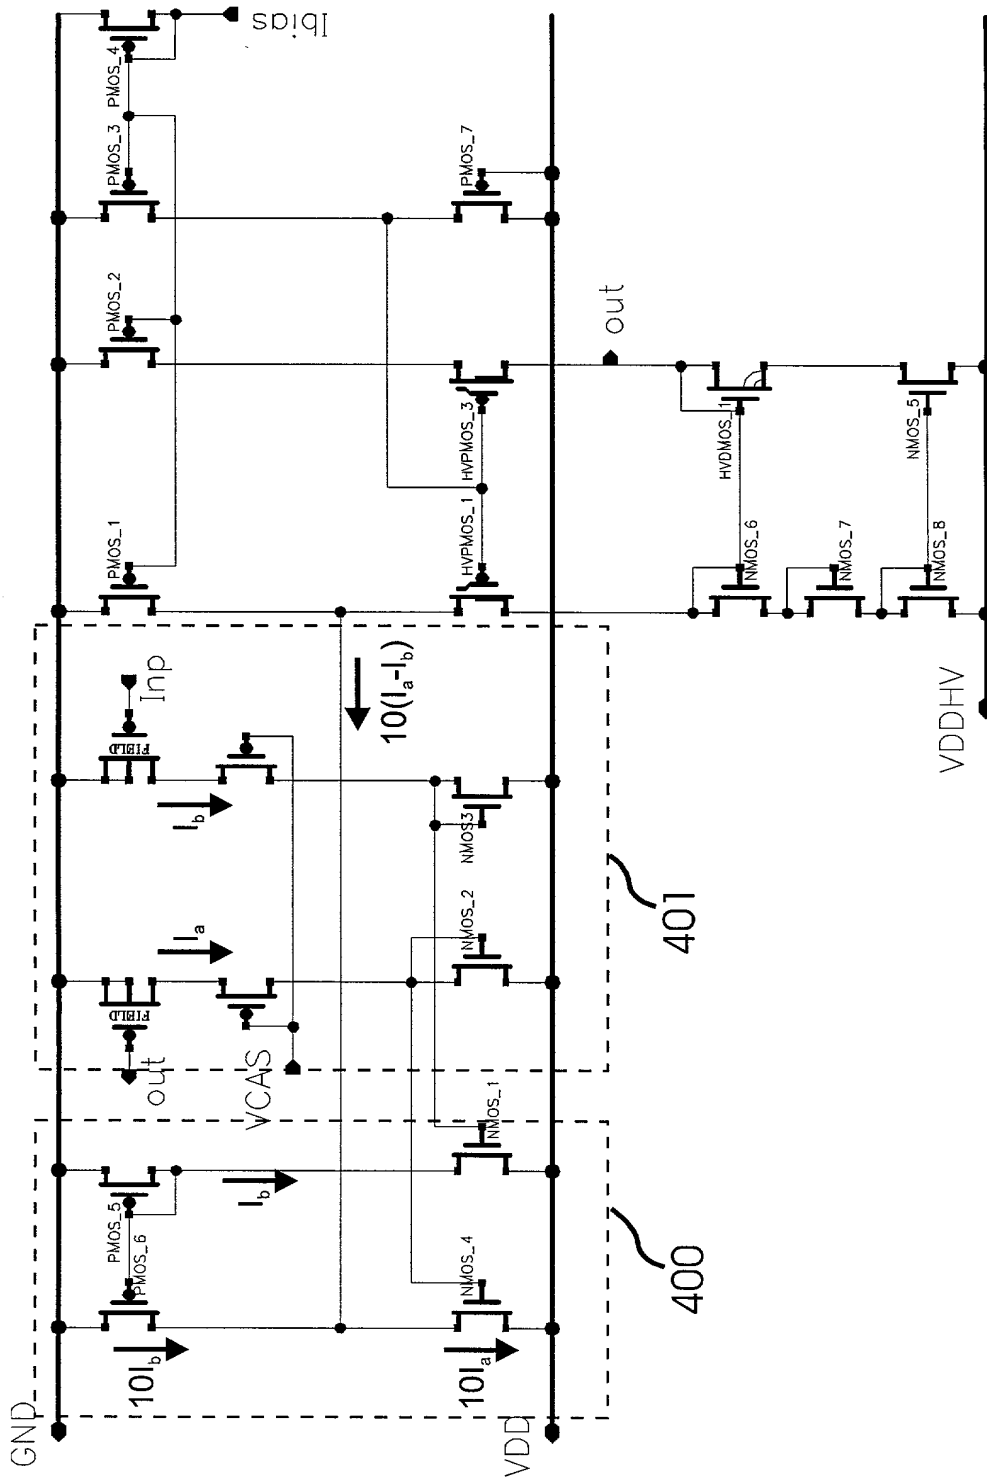 Ibias
PMOS_4
PMOS_3
PMOS_7
PMOS_2
out
HVPMOS_3
HVDMOS_1
NMOS_5
PMOS_1
HVPMOS_1
NMOS_6
NMOS_7
NMOS_8
Inp
FIELD
Ib
10(Ia-Ib)
NMOS3
VDDHV
Ia
NMOS_2
401
FIELD
out
VCAS
NMOS_1
PMOS_5
PMOS_6
Ib
NMOS_4
400
10Ib
10Ia
GND
VDD